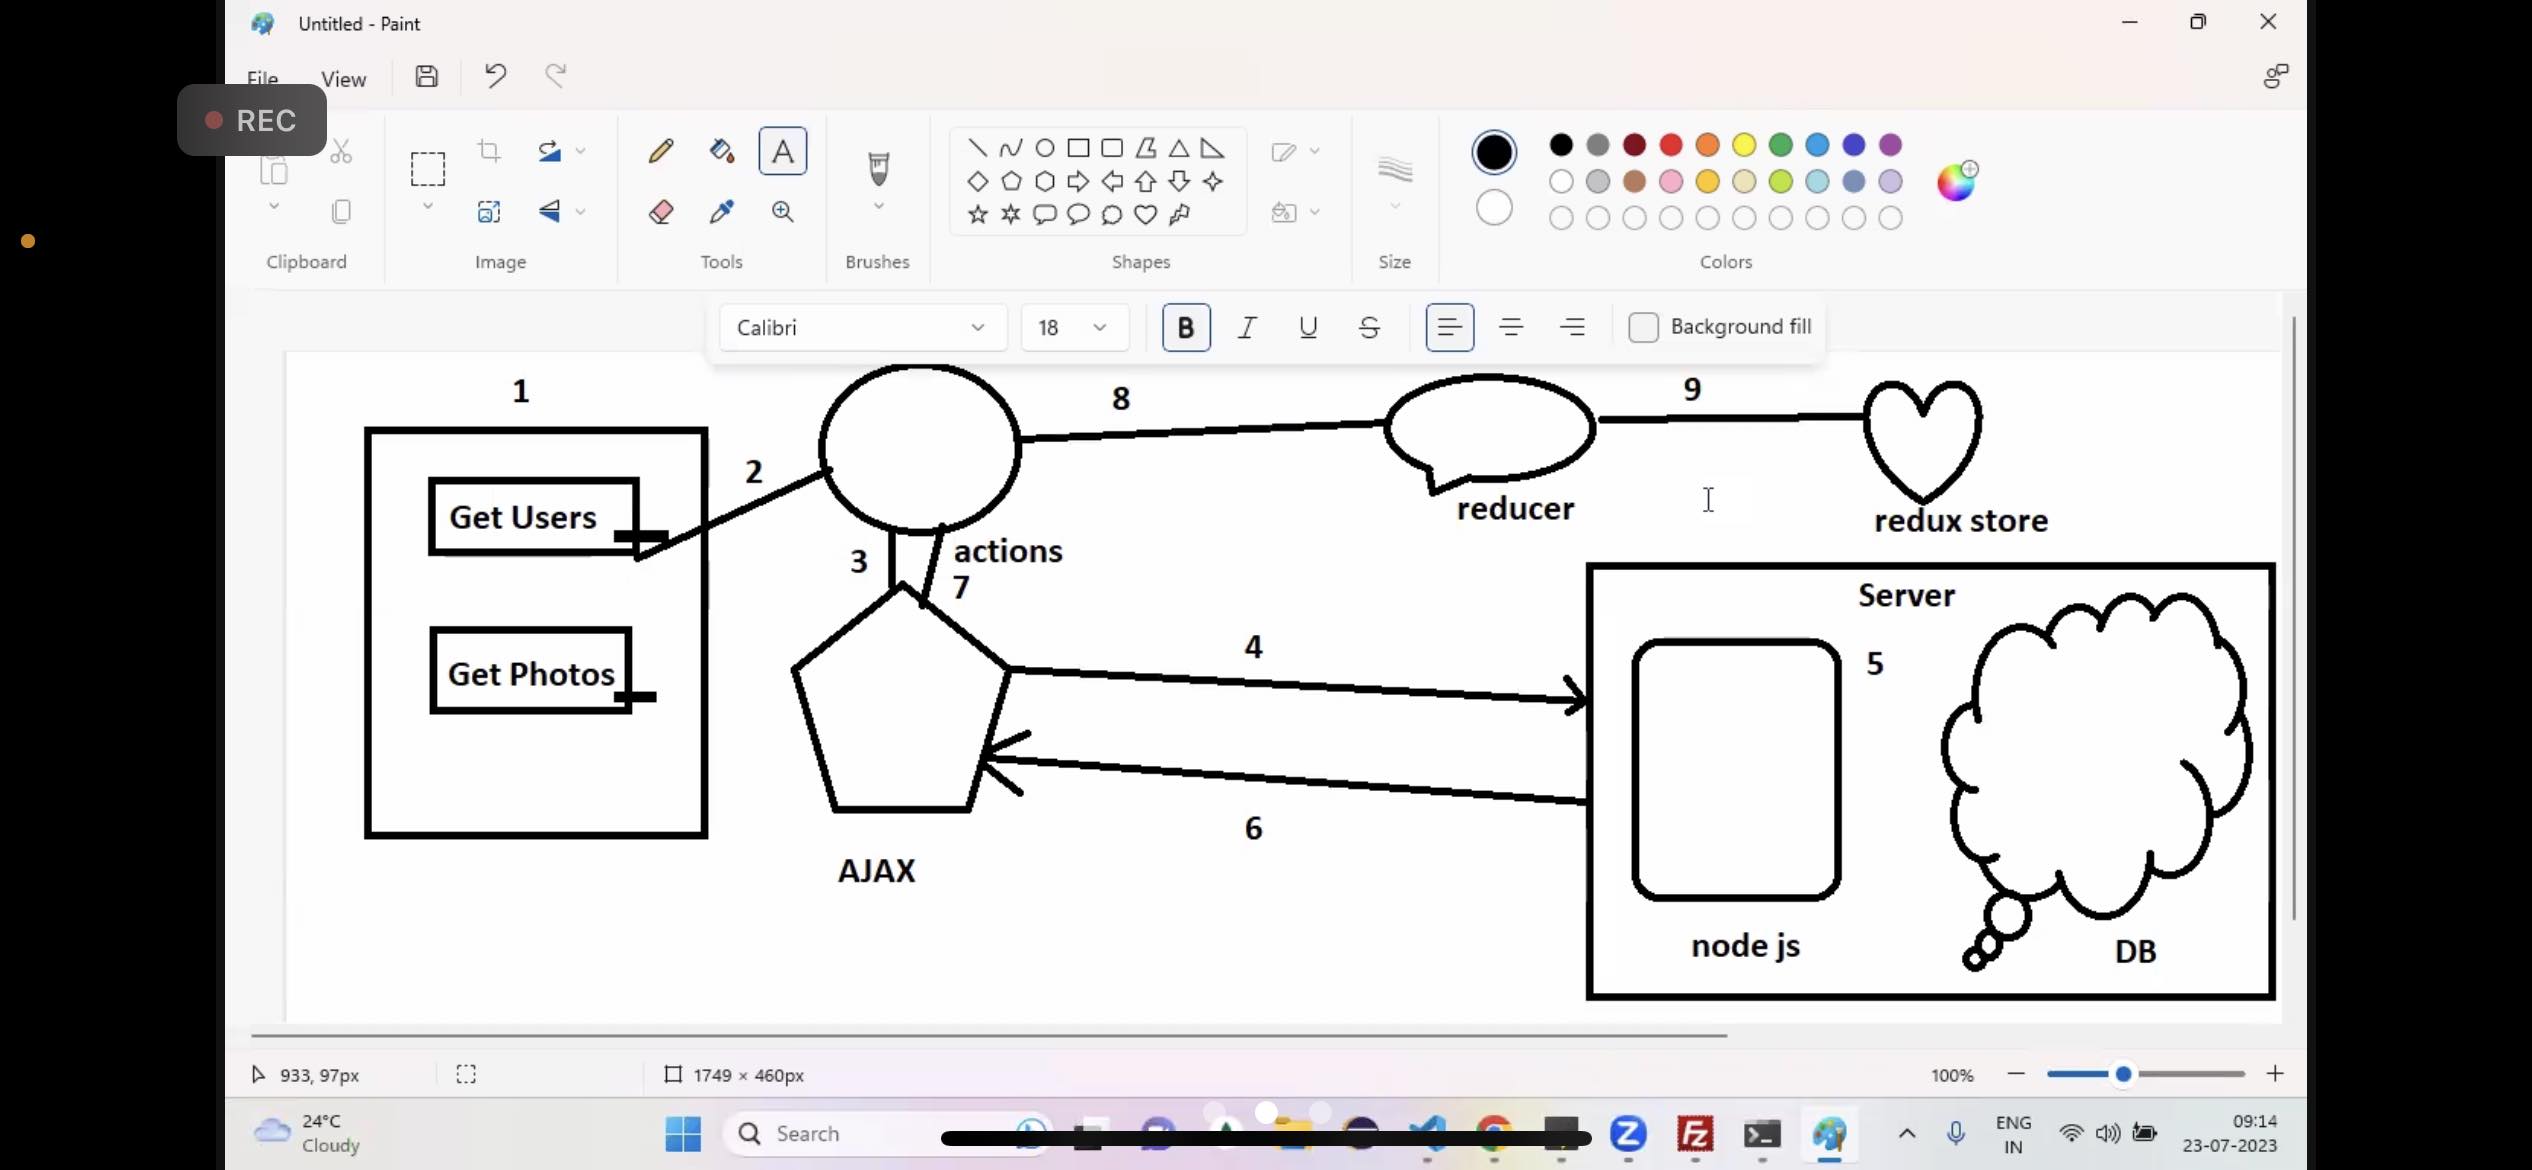 Untitled - Paint
File
View
REC
Clipboard
Image
Tools
Brushes
Shapes
Size
Colors
Calibri
18
B
Background fill
1
8
9
2
Get Users
reducer
redux store
3
actions
7
Server
4
5
Get Photos
6
AJAX
node js
DB
933, 97px
1749 × 460px
100%
24°C
Cloudy
Search
ENG
IN
09:14
23-07-2023